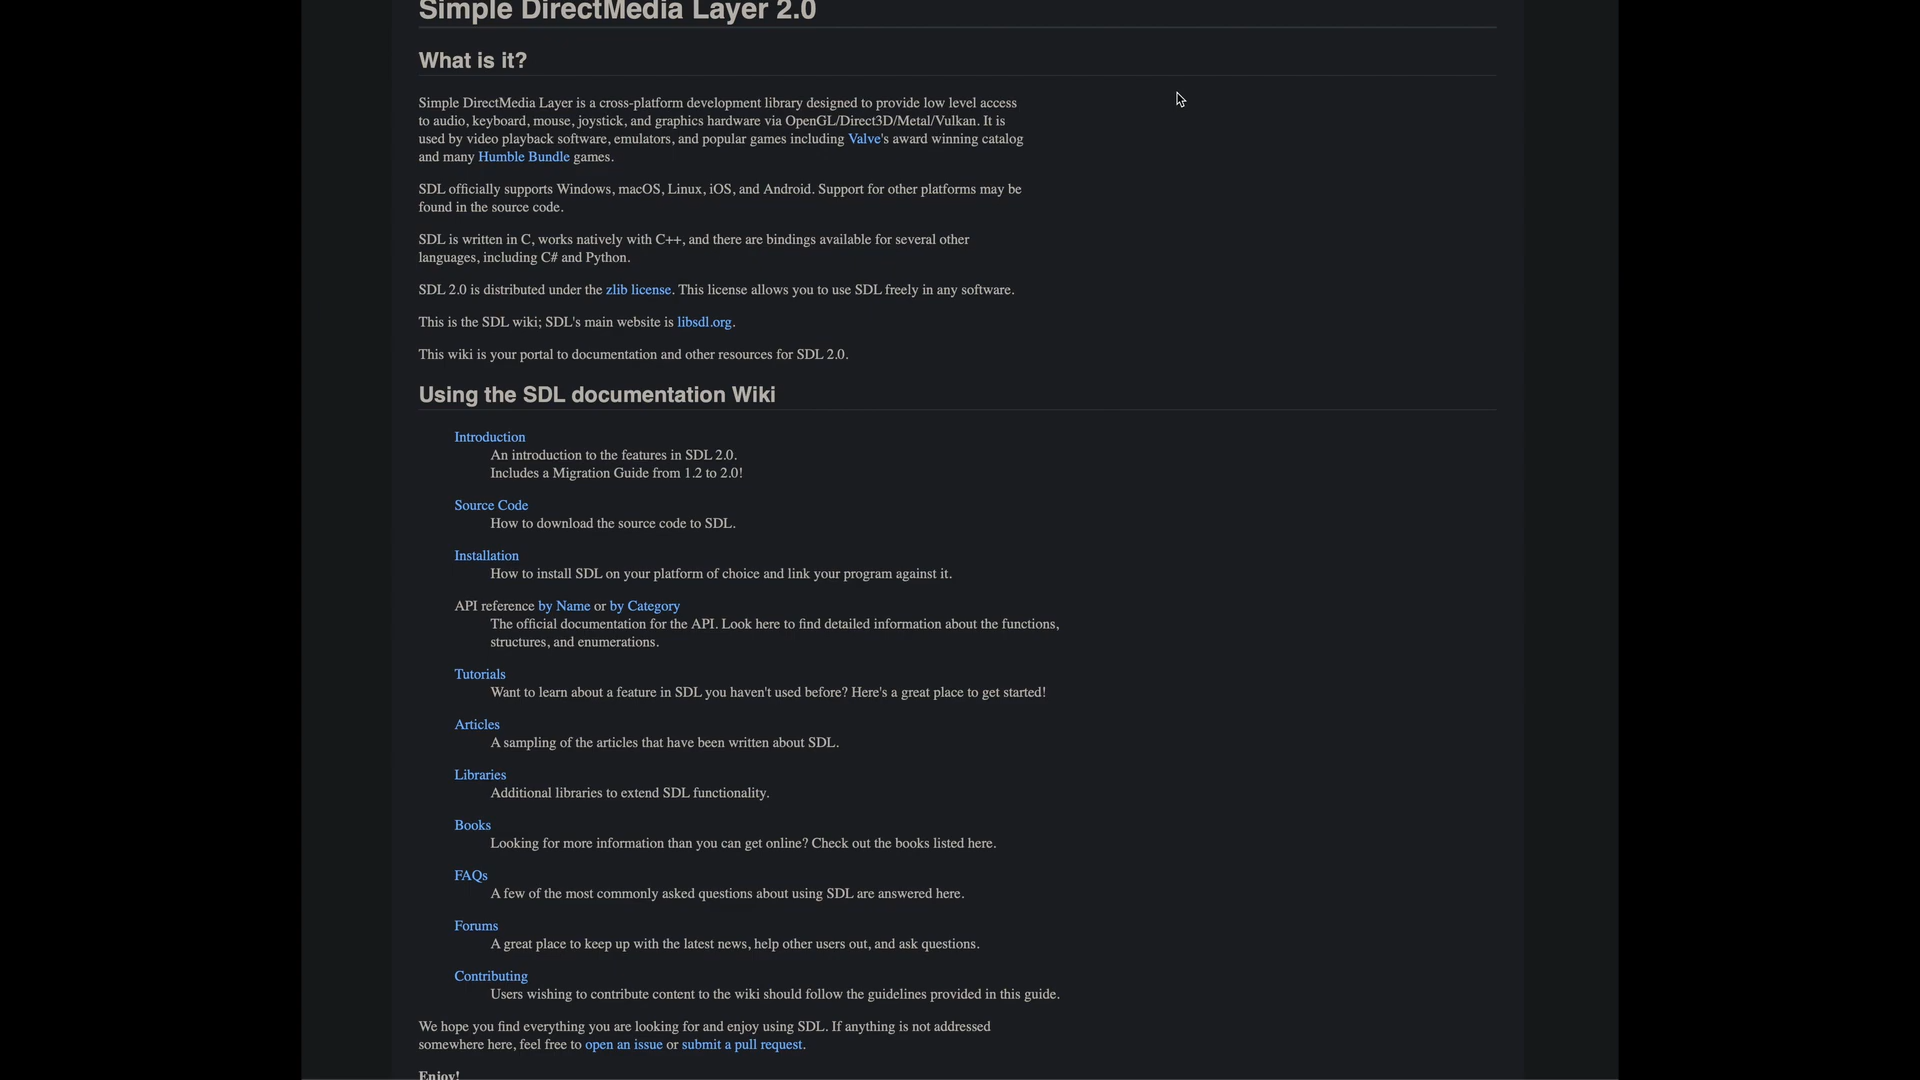 Simple DirectMedia Layer 2.0
What is it?
Simple DirectMedia Layer is a cross-platform development library designed to provide low level access
to audio, keyboard, mouse, joystick, and graphics hardware via OpenGL/Direct3D/Metal/Vulkan. It is
used by video playback software, emulators, and popular games including Valve's award winning catalog
and many Humble Bundle games.
SDL officially supports Windows, macOS, Linux, iOS, and Android. Support for other platforms may be
found in the source code.
SDL is written in C, works natively with C++, and there are bindings available for several other
languages, including C# and Python.
SDL 2.0 is distributed under the zlib license. This license allows you to use SDL freely in any software.
This is the SDL wiki; SDL's main website is libsdl.org.
This wiki is your portal to documentation and other resources for SDL 2.0.
Using the SDL documentation Wiki
Introduction
An introduction to the features in SDL 2.0.
Includes a Migration Guide from 1.2 to 2.0!
Source Code
How to download the source code to SDL.
Installation
How to install SDL on your platform of choice and link your program against it.
API reference by Name or by Category
The official documentation for the API. Look here to find detailed information about the functions,
structures, and enumerations.
Tutorials
Want to learn about a feature in SDL you haven't used before? Here's a great place to get started!
Articles
A sampling of the articles that have been written about SDL.
Libraries
Additional libraries to extend SDL functionality.
Books
Looking for more information than you can get online? Check out the books listed here.
FAQs
A few of the most commonly asked questions about using SDL are answered here.
Forums
A great place to keep up with the latest news, help other users out, and ask questions.
Contributing
Users wishing to contribute content to the wiki should follow the guidelines provided in this guide.
We hope you find everything you are looking for and enjoy using SDL. If anything is not addressed
somewhere here, feel free to open an issue or submit a pull request.
Enjoy!